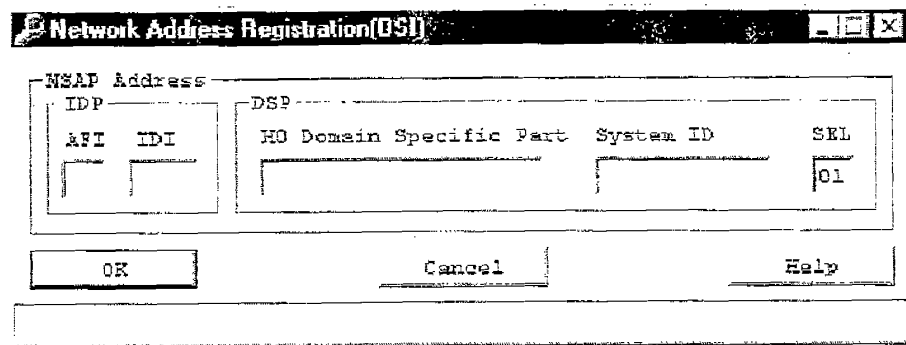 Network Address Registration(OSI)
NSAP Address
IDP DSP
AFI IDI HO Domain Specific Part System ID SEL
01
OK Cancel Help